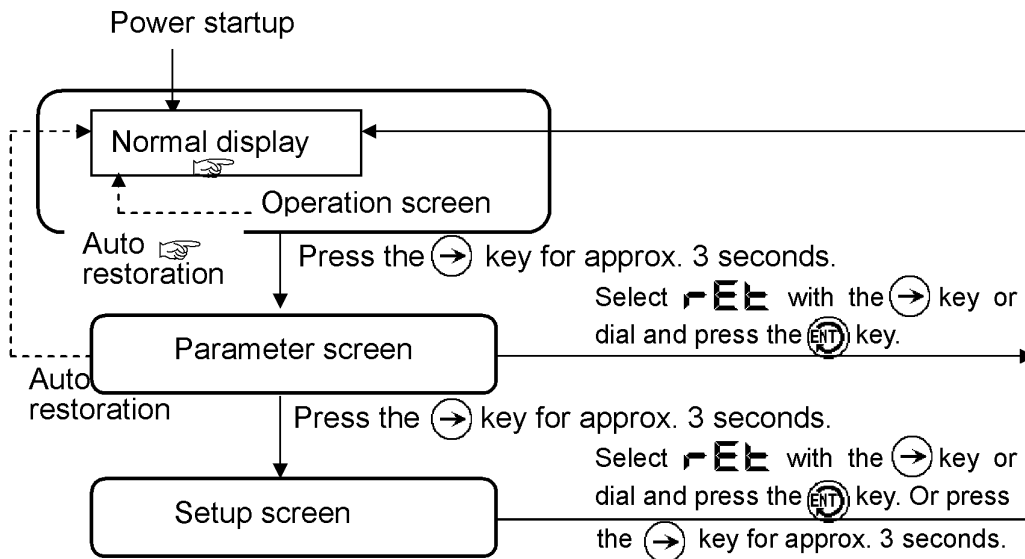 Power startup
Normal display
Operation screen
Auto
restoration
Press the → key for approx. 3 seconds.
Select rEt with the → key or
dial and press the ENT key.
Parameter screen
Auto
restoration
Press the → key for approx. 3 seconds.
Select rEt with the → key or
dial and press the ENT key. Or press
the → key for approx. 3 seconds.
Setup screen